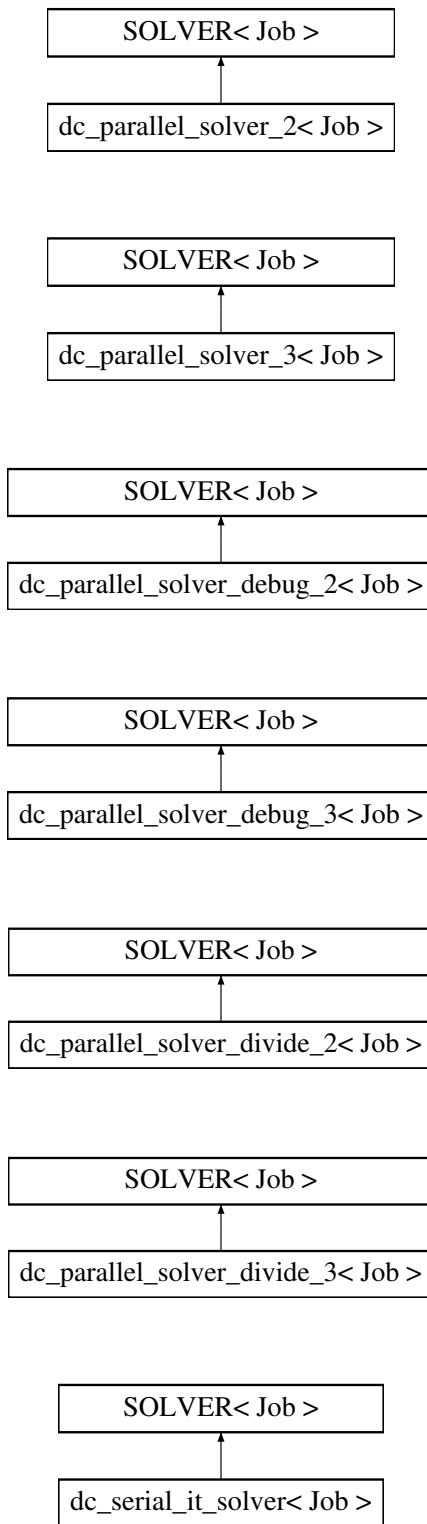 SOLVER< Job >
dc_parallel_solver_2< Job >
SOLVER< Job >
dc_parallel_solver_3< Job >
SOLVER< Job >
dc_parallel_solver_debug_2< Job >
SOLVER< Job >
dc_parallel_solver_debug_3< Job >
SOLVER< Job >
dc_parallel_solver_divide_2< Job >
SOLVER< Job >
dc_parallel_solver_divide_3< Job >
SOLVER< Job >
dc_serial_it_solver< Job >